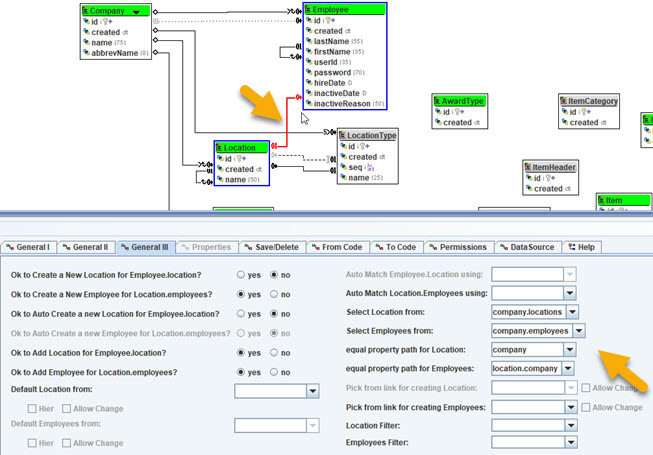 Company
id
created dt
name (75)
abbrevName (8)
Employee
id
created dt
lastName (55)
firstName (35)
userId (35)
password (70)
hireDate D
inactiveDate D
inactiveReason (50)
AwardType
id
created dt
ItemCategory
id
created dt
Location
id
created dt
name (50)
LocationType
id
created dt
seq
name (25)
ItemHeader
id
created dt
Item
id
General I General II General III Properties Save/Delete From Code To Code Permissions DataSource Help
Ok to Create a New Location for Employee.location? yes no
Ok to Create a New Employee for Location.employees? yes no
Ok to Auto Create a new Location for Employee.location? yes no
Ok to Auto Create a new Employee for Location.employees? yes no
Ok to Add Location for Employee.location? yes no
Ok to Add Employee for Location.employees? yes no
Default Location from:
Hier Allow Change
Default Employees from:
Hier Allow Change
Auto Match Employee.Location using:
Auto Match Location.Employees using:
Select Location from: company.locations
Select Employees from: company.employees
equal property path for Location: company
equal property path for Employees: location.company
Pick from link for creating Location: Allow Change
Pick from link for creating Employees: Allow Change
Location Filter:
Employees Filter: